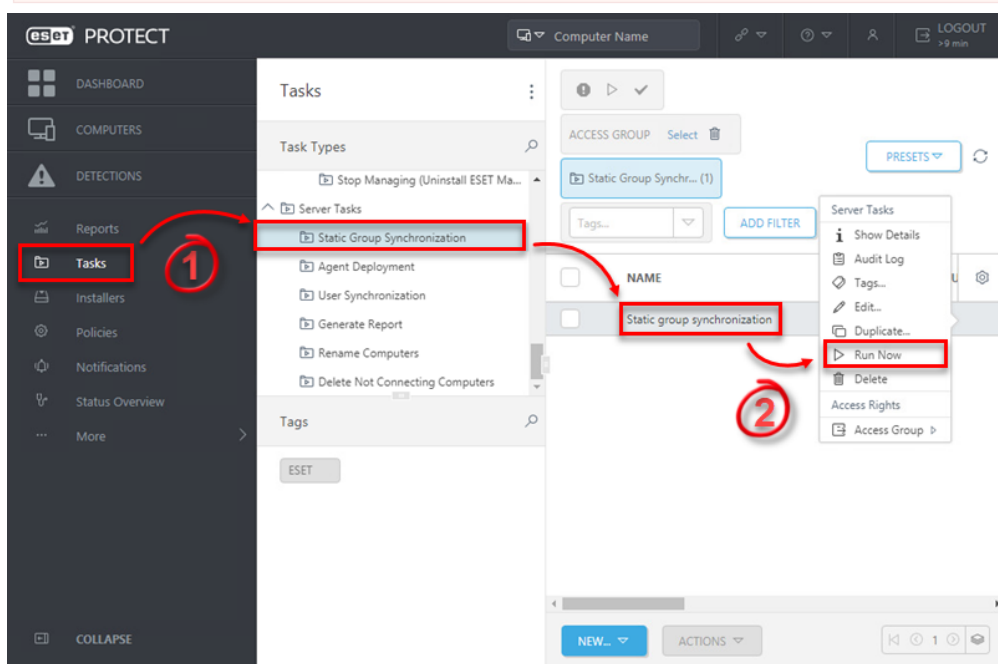 eset PROTECT
Computer Name
LOGOUT
>9 min
DASHBOARD
COMPUTERS
DETECTIONS
Reports
Tasks
Installers
Policies
Notifications
Status Overview
More
COLLAPSE
1
Tasks
Task Types
Stop Managing (Uninstall ESET Ma...
Server Tasks
Static Group Synchronization
Agent Deployment
User Synchronization
Generate Report
Rename Computers
Delete Not Connecting Computers
Tags
ESET
ACCESS GROUP Select
PRESETS
Static Group Synchr... (1)
Tags...
ADD FILTER
NAME
Static group synchronization
2
Server Tasks
Show Details
Audit Log
Tags...
Edit...
Duplicate...
Run Now
Delete
Access Rights
Access Group
NEW...
ACTIONS
1